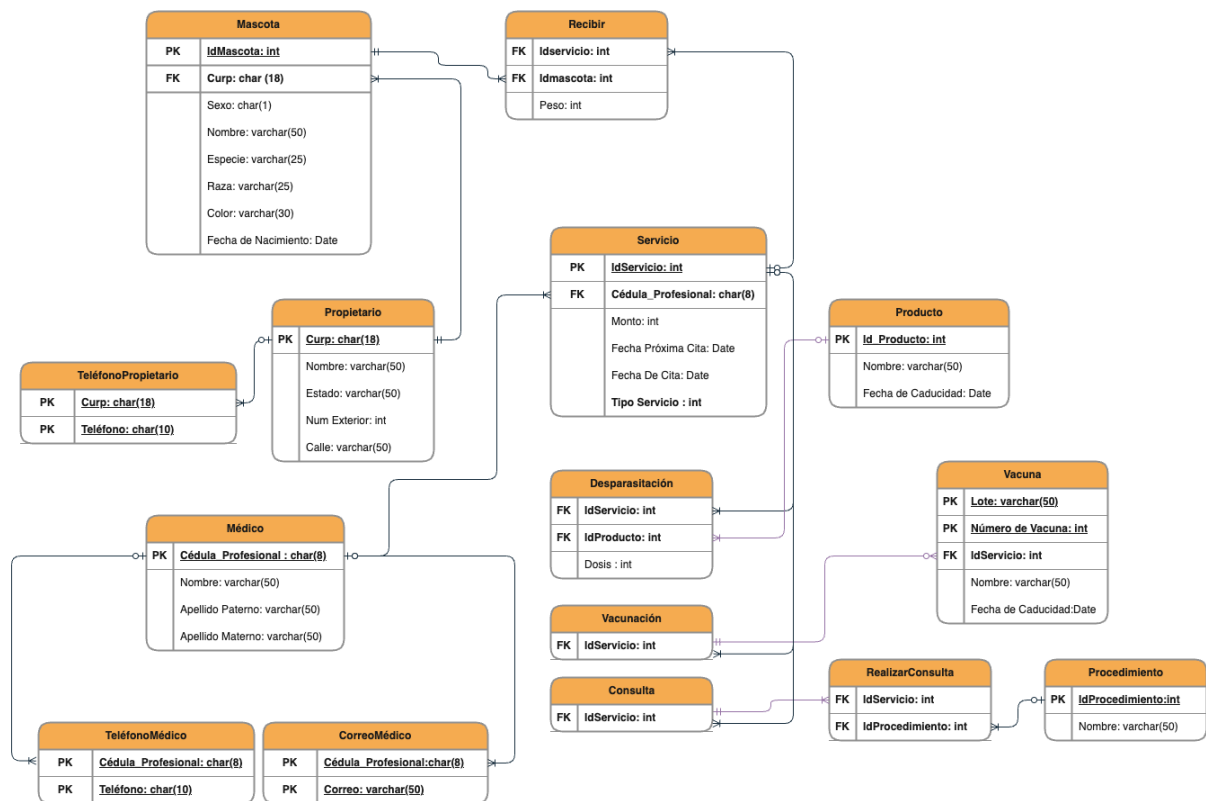 Mascota
PK IdMascota: int
FK Curp: char (18)
Sexo: char(1)
Nombre: varchar(50)
Especie: varchar(25)
Raza: varchar(25)
Color: varchar(30)
Fecha de Nacimiento: Date
Recibir
FK Idservicio: int
FK Idmascota: int
Peso: int
Servicio
PK IdServicio: int
FK Cédula_Profesional: char(8)
Monto: int
Fecha Próxima Cita: Date
Fecha De Cita: Date
Tipo Servicio : int
Propietario
PK Curp: char(18)
Nombre: varchar(50)
Estado: varchar(50)
Num Exterior: int
Calle: varchar(50)
Producto
PK Id_Producto: int
Nombre: varchar(50)
Fecha de Caducidad: Date
TeléfonoPropietario
PK Curp: char(18)
PK Teléfono: char(10)
Desparasitación
FK IdServicio: int
FK IdProducto: int
Dosis : int
Vacuna
PK Lote: varchar(50)
PK Número de Vacuna: int
FK IdServicio: int
Nombre: varchar(50)
Fecha de Caducidad:Date
Médico
PK Cédula_Profesional : char(8)
Nombre: varchar(50)
Apellido Paterno: varchar(50)
Apellido Materno: varchar(50)
Vacunación
FK IdServicio: int
Consulta
FK IdServicio: int
RealizarConsulta
FK IdServicio: int
FK IdProcedimiento: int
Procedimiento
PK IdProcedimiento:int
Nombre: varchar(50)
TeléfonoMédico
PK Cédula_Profesional: char(8)
PK Teléfono: char(10)
CorreoMédico
PK Cédula_Profesional:char(8)
PK Correo: varchar(50)